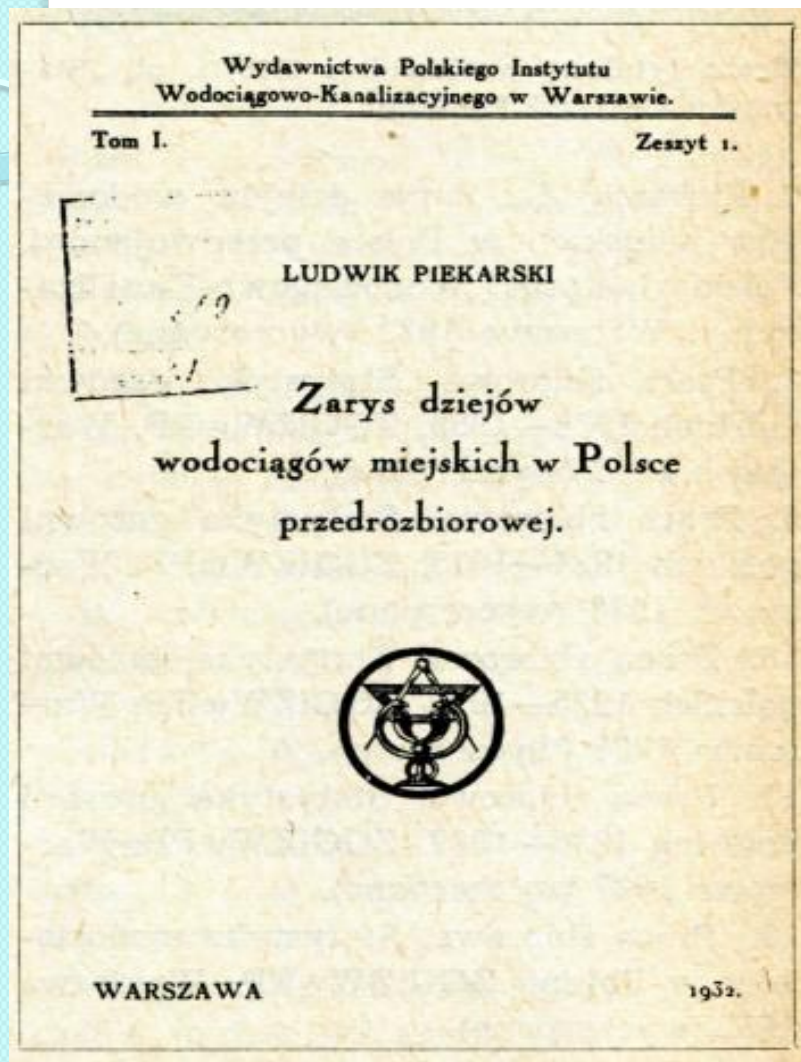 Wydawnictwa Polskiego Instytutu
Wodociągowo-Kanalizacyjnego w Warszawie.
Tom I. Zeszyt 1.
LUDWIK PIEKARSKI
Zarys dziejów
wodociągów miejskich w Polsce
przedrozbiorowej.
WARSZAWA 1932.